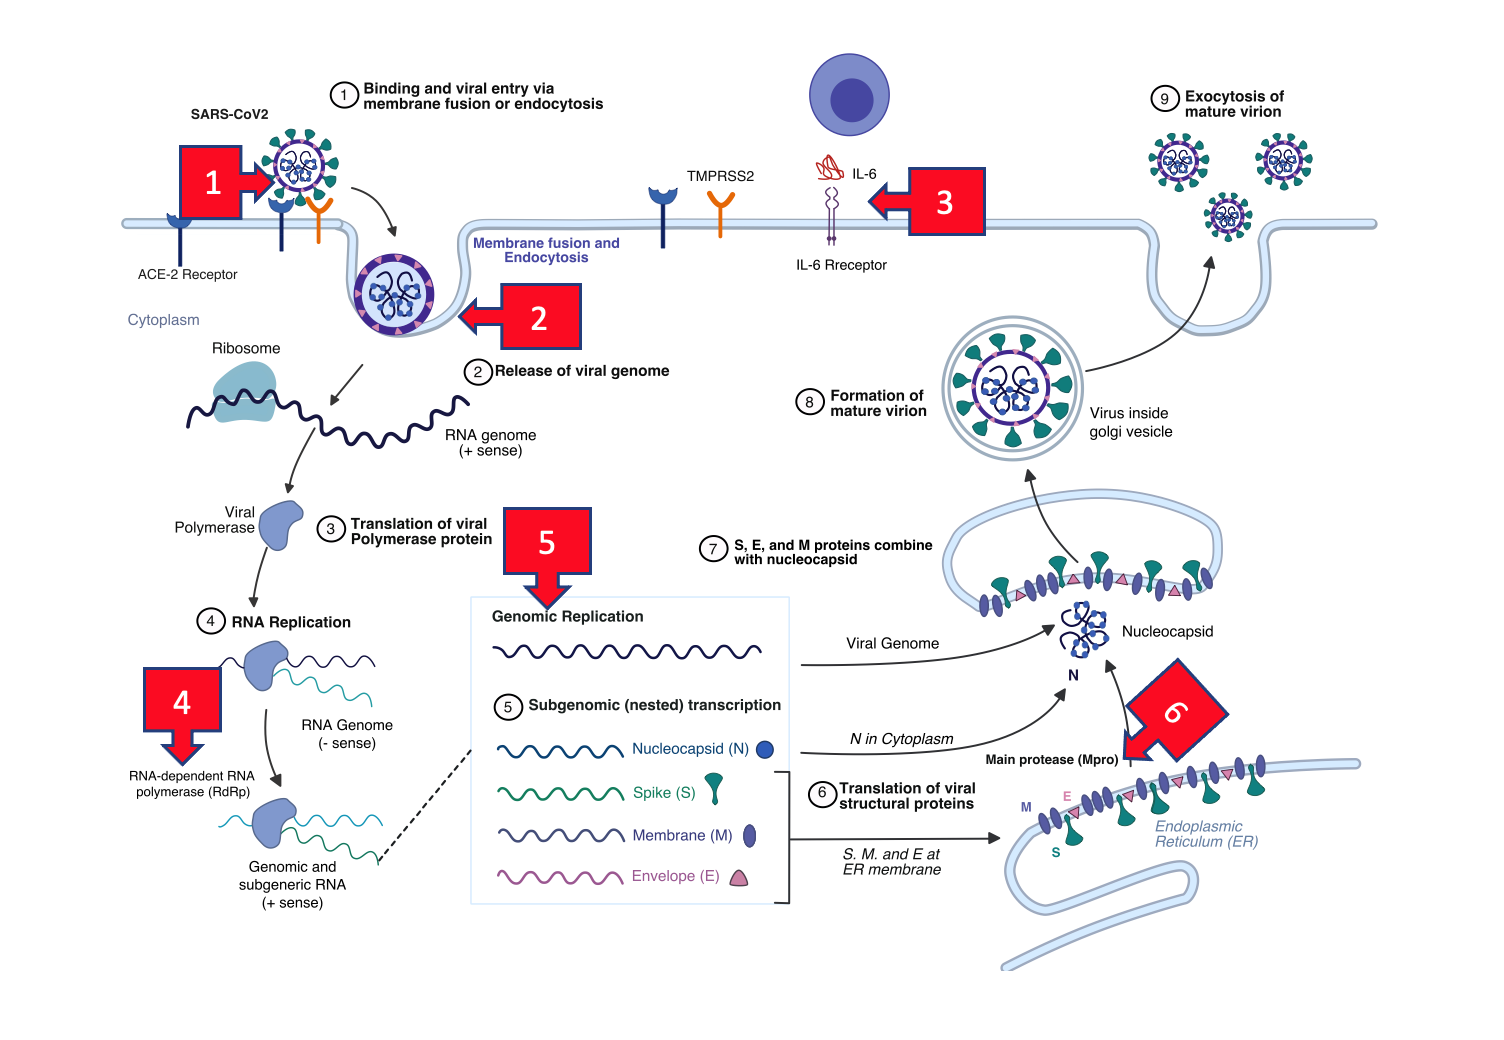 1
Binding and viral entry via
membrane fusion or endocytosis
SARS-CoV2
1
ACE-2 Receptor
Cytoplasm
Membrane fusion and
Endocytosis
2
TMPRSS2
IL-6
3
IL-6 Rreceptor
9
Exocytosis of
mature virion
Ribosome
2
Release of viral genome
RNA genome
(+ sense)
Viral
Polymerase
3
Translation of viral
Polymerase protein
4
RNA Replication
4
RNA Genome
(- sense)
RNA-dependent RNA
polymerase (RdRp)
Genomic and
subgeneric RNA
(+ sense)
5
Genomic Replication
5
Subgenomic (nested) transcription
Nucleocapsid (N)
Spike (S)
Membrane (M)
Envelope (E)
6
Translation of viral
structural proteins
S. M. and E at
ER membrane
Viral Genome
N in Cytoplasm
7
S, E, and M proteins combine
with nucleocapsid
Nucleocapsid
N
6
Main protease (Mpro)
M
E
S
Endoplasmic
Reticulum (ER)
8
Formation of
mature virion
Virus inside
golgi vesicle